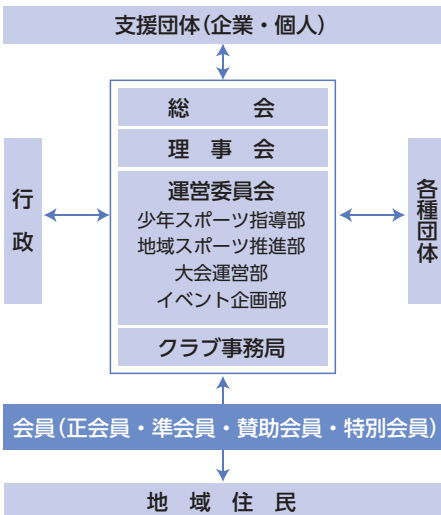 支援団体(企業・個人)
総　会
理　事　会
行政
運営委員会
少年スポーツ指導部
地域スポーツ推進部
大会運営部
イベント企画部
各種団体
クラブ事務局
会員(正会員・準会員・賛助会員・特別会員)
地　域　住　民